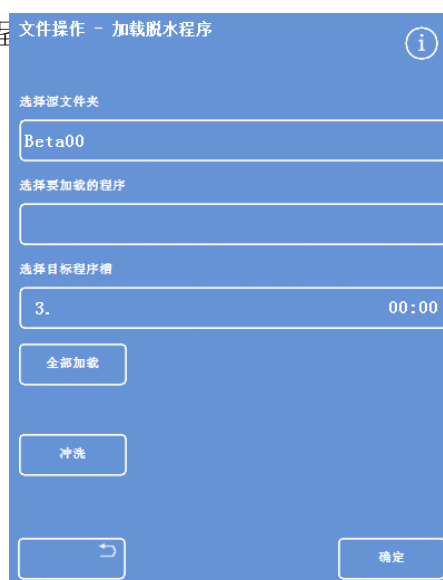 文件操作 - 加载脱水程序
i
选择源文件夹
Beta00
选择要加载的程序
选择目标程序槽
3. 00:00
全部加载
冲洗
确定